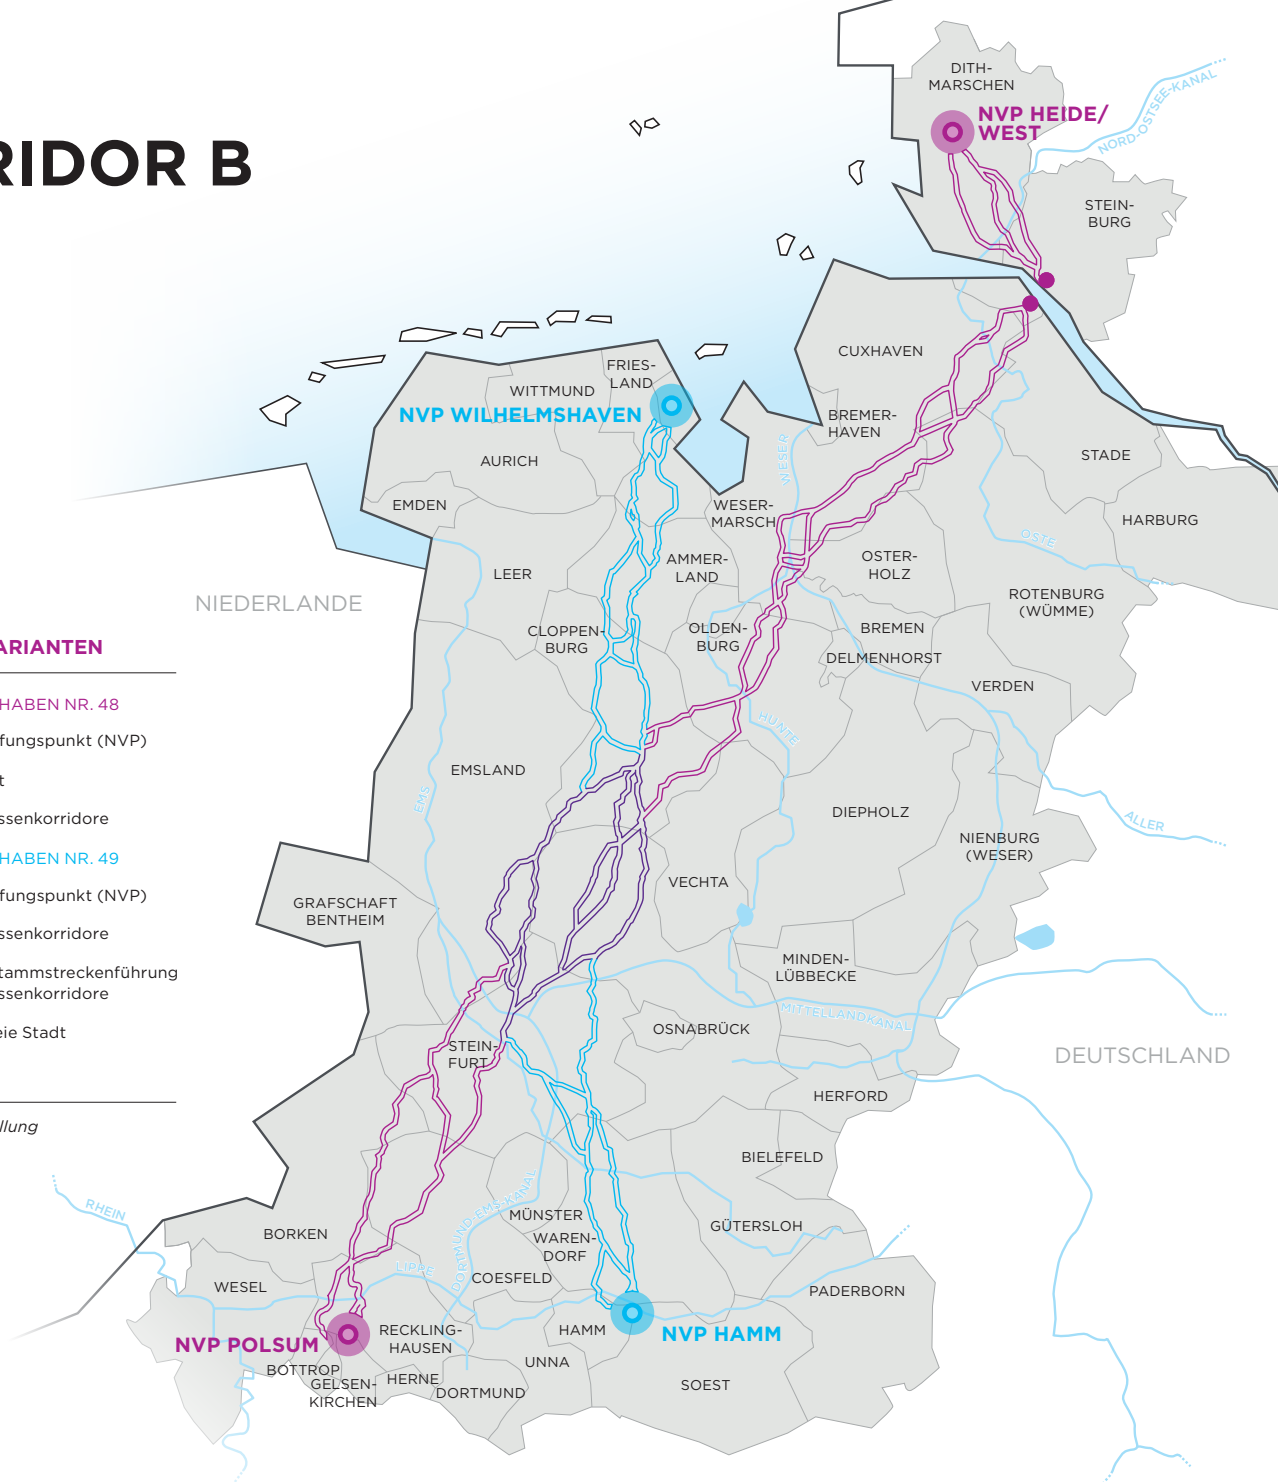 RIDOR B
DITH-
MARSCHEN
NVP HEIDE/
WEST
NORD-OSTSEE-KANAL
STEIN-
BURG
CUXHAVEN
FRIES-
LAND
WITTMUND
NVP WILHELMSHAVEN
BREMER-
HAVEN
AURICH
WESER
STADE
EMDEN
WESER-
MARSCH
HARBURG
OSTE
LEER
AMMER-
LAND
OSTER-
HOLZ
NIEDERLANDE
ROTENBURG
(WÜMME)
CLOPPEN-
BURG
OLDEN-
BURG
BREMEN
DELMENHORST
VERDEN
HUNTE
EMSLAND
EMS
DIEPHOLZ
ALLER
NIENBURG
(WESER)
VECHTA
GRAFSCHAFT
BENTHEIM
MINDEN-
LÜBBECKE
MITTELLANDKANAL
OSNABRÜCK
STEIN-
FURT
DEUTSCHLAND
HERFORD
BIELEFELD
DORTMUND-EMS-KANAL
RHEIN
MÜNSTER
GÜTERSLOH
BORKEN
WAREN-
DORF
LIPPE
COESFELD
WESEL
PADERBORN
NVP POLSUM
RECKLING-
HAUSEN
HAMM
NVP HAMM
UNNA
BOTTROP
GELSEN-
KIRCHEN
HERNE
DORTMUND
SOEST
ARIANTEN
HABEN NR. 48
fungspunkt (NVP)
t
ssenkorridore
HABEN NR. 49
fungspunkt (NVP)
ssenkorridore
tammstreckenführung
ssenkorridore
eie Stadt
llung